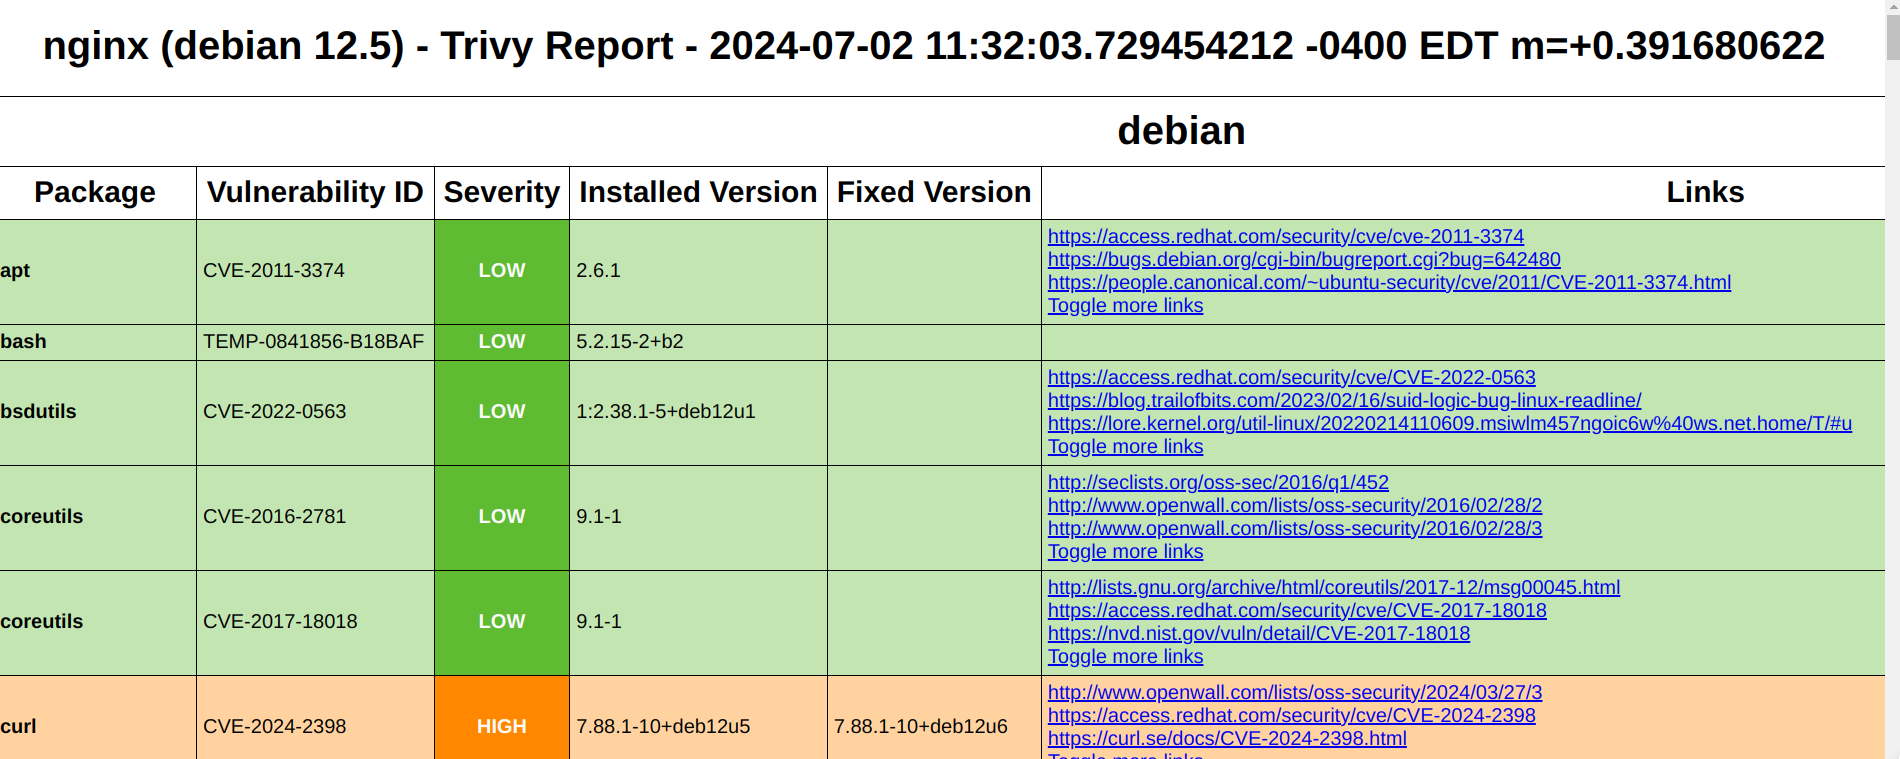 nginx (debian 12.5) - Trivy Report - 2024-07-02 11:32:03.729454212 -0400 EDT m=+0.391680622
debian
Package Vulnerability ID Severity Installed Version Fixed Version Links
apt CVE-2011-3374 LOW 2.6.1
https://access.redhat.com/security/cve/cve-2011-3374
https://bugs.debian.org/cgi-bin/bugreport.cgi?bug=642480
https://people.canonical.com/~ubuntu-security/cve/2011/CVE-2011-3374.html
Toggle more links
bash TEMP-0841856-B18BAF LOW 5.2.15-2+b2
bsdutils CVE-2022-0563 LOW 1:2.38.1-5+deb12u1
https://access.redhat.com/security/cve/CVE-2022-0563
https://blog.trailofbits.com/2023/02/16/suid-logic-bug-linux-readline/
https://lore.kernel.org/util-linux/20220214110609.msiwlm457ngoic6w%40ws.net.home/T/#u
Toggle more links
coreutils CVE-2016-2781 LOW 9.1-1
http://seclists.org/oss-sec/2016/q1/452
http://www.openwall.com/lists/oss-security/2016/02/28/2
http://www.openwall.com/lists/oss-security/2016/02/28/3
Toggle more links
coreutils CVE-2017-18018 LOW 9.1-1
http://lists.gnu.org/archive/html/coreutils/2017-12/msg00045.html
https://access.redhat.com/security/cve/CVE-2017-18018
https://nvd.nist.gov/vuln/detail/CVE-2017-18018
Toggle more links
curl CVE-2024-2398 HIGH 7.88.1-10+deb12u5 7.88.1-10+deb12u6
http://www.openwall.com/lists/oss-security/2024/03/27/3
https://access.redhat.com/security/cve/CVE-2024-2398
https://curl.se/docs/CVE-2024-2398.html
Toggle more links